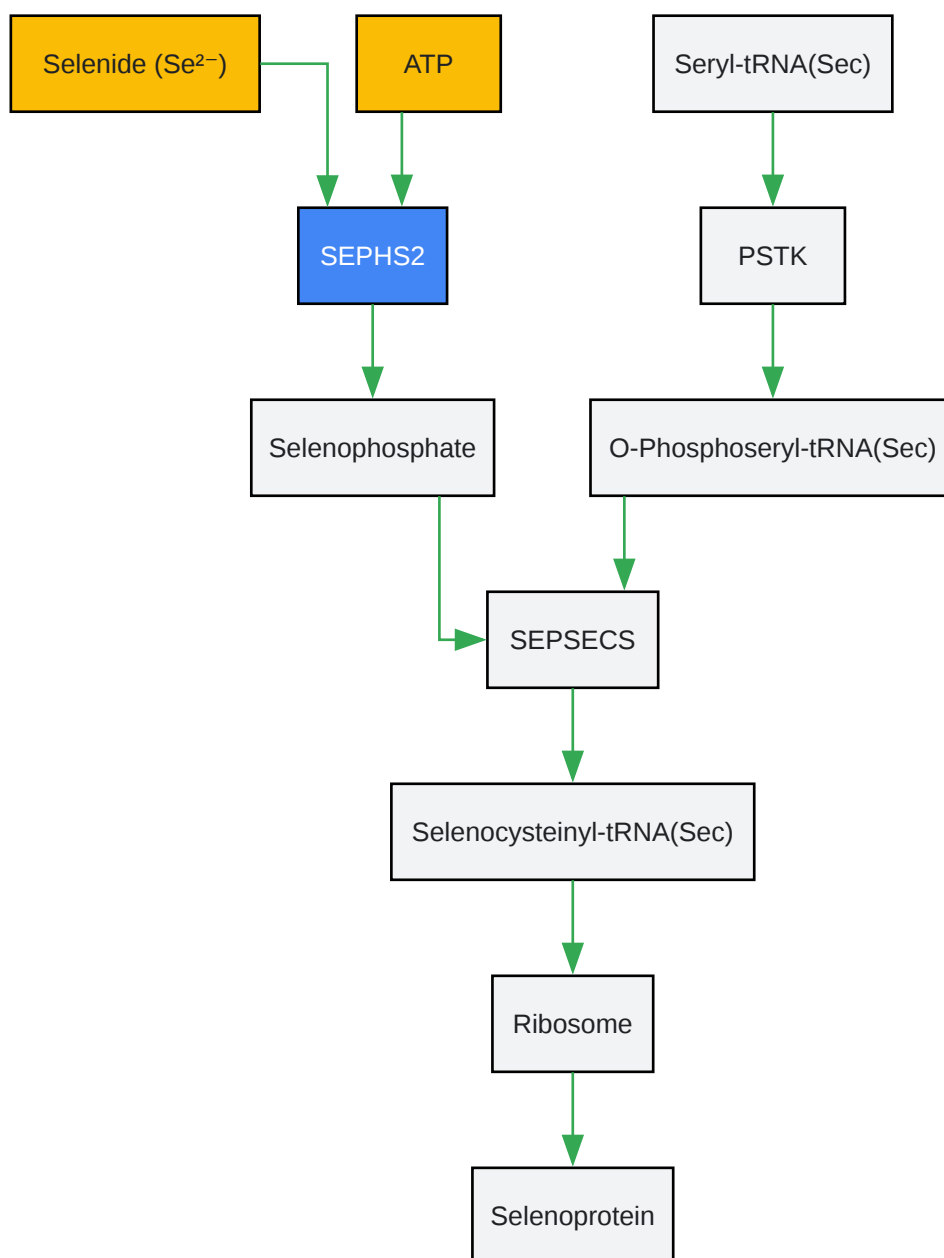 Selenide (Se²⁻)
ATP
Seryl-tRNA(Sec)
SEPHS2
PSTK
Selenophosphate
O-Phosphoseryl-tRNA(Sec)
SEPSECS
Selenocysteinyl-tRNA(Sec)
Ribosome
Selenoprotein